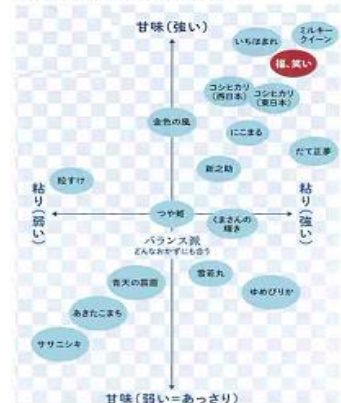 甘味（強い）
いちほまれ
ミルキー
クイーン
福、笑い
コシヒカリ
（西日本）
コシヒカリ
（東日本）
金色の風
にこまる
だて正夢
新之助
粒すけ
粘り（弱い）
粘り（強い）
つや姫
くまさんの
輝き
バランス派
どんなおかずにも合う
青天の霹靂
雪若丸
ゆめぴりか
あきたこまち
ササニシキ
甘味（弱い＝あっさり）